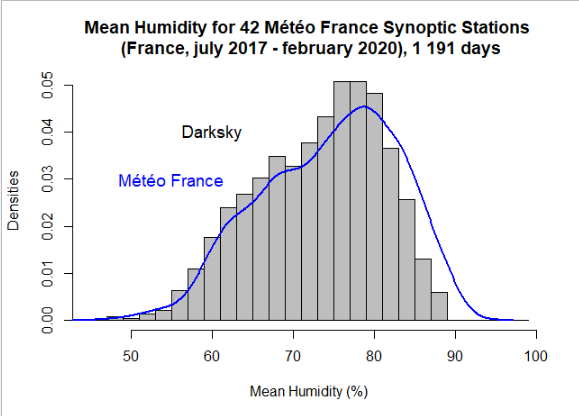 Mean Humidity for 42 Météo France Synoptic Stations
(France, july 2017 - february 2020), 1 191 days
0.05
0.04
0.03
0.02
0.01
0.00
Densities
Darksky
Météo France
50 60 70 80 90 100
Mean Humidity (%)